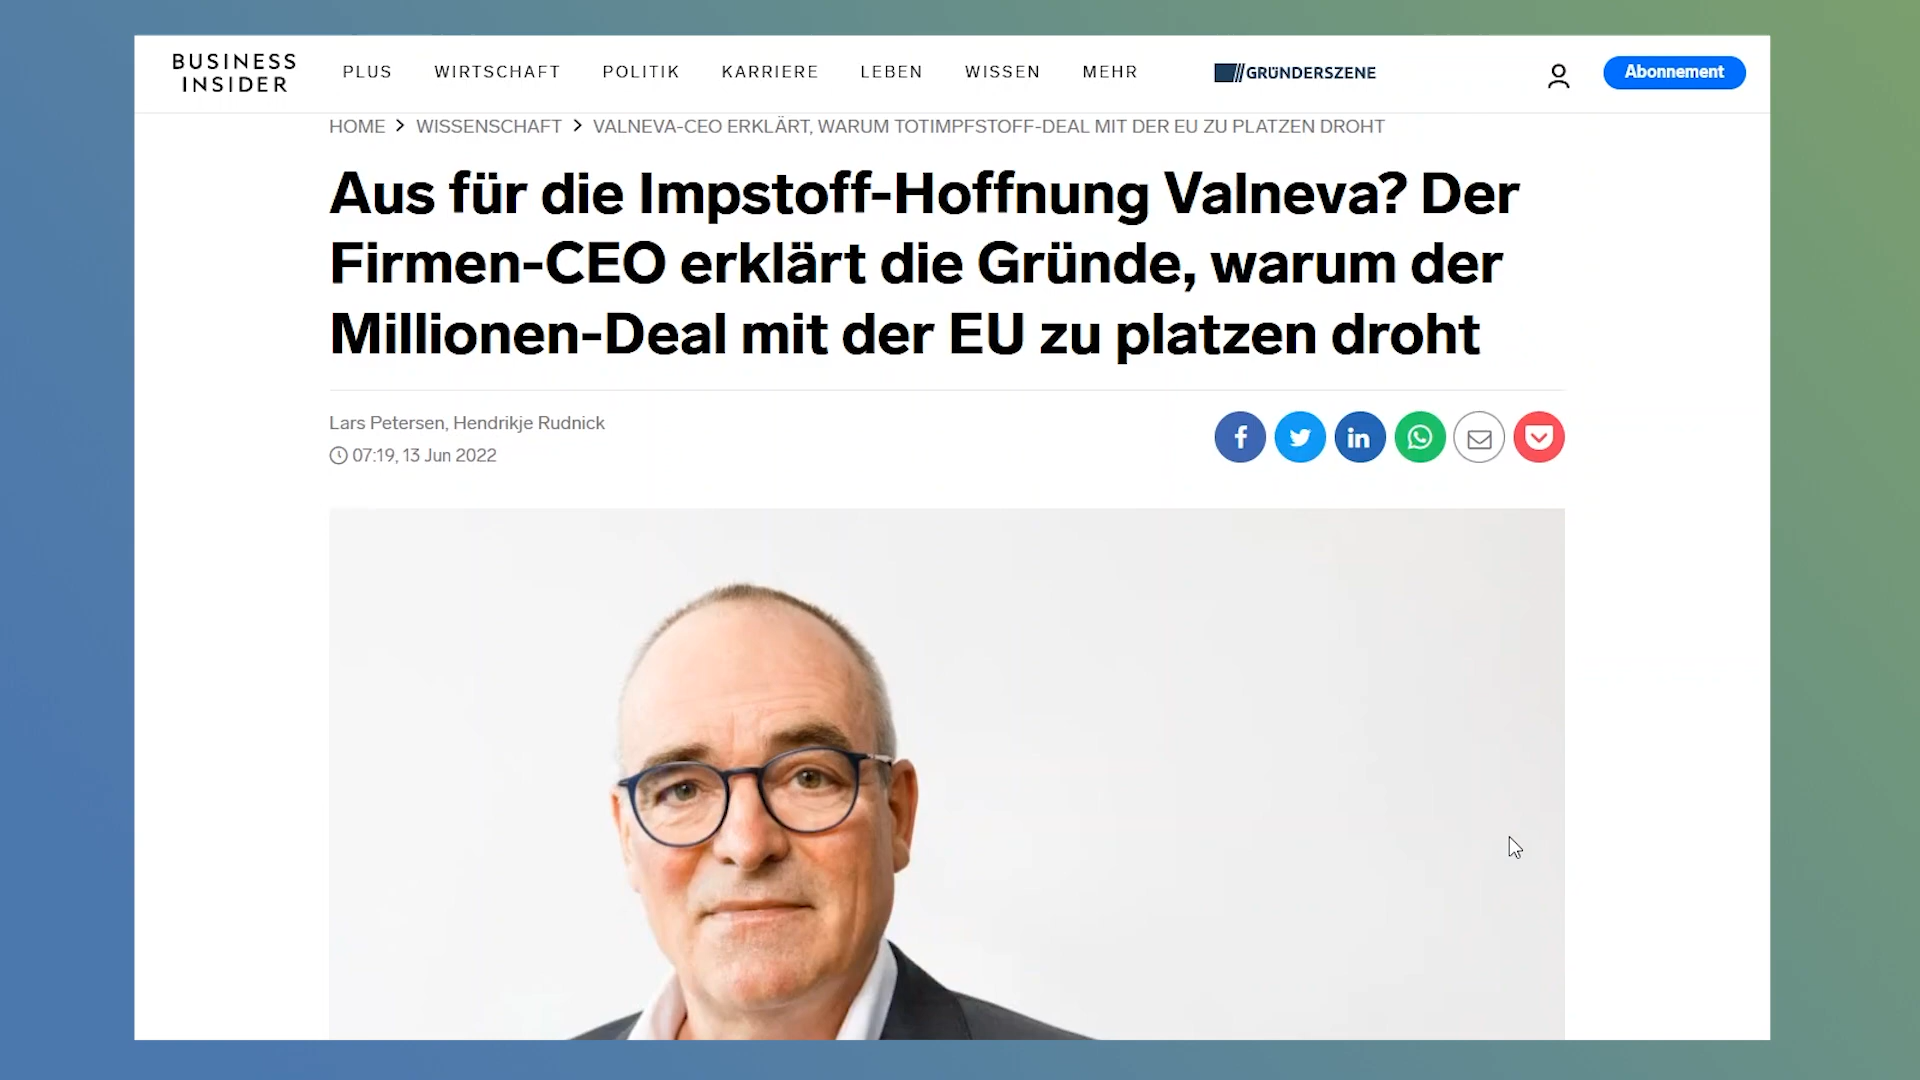 BUSINESS
INSIDER
PLUS WIRTSCHAFT POLITIK KARRIERE LEBEN WISSEN MEHR GRÜNDERSZENE Abonnement
HOME > WISSENSCHAFT > VALNEVA-CEO ERKLÄRT, WARUM TOTIMPFSTOFF-DEAL MIT DER EU ZU PLATZEN DROHT
Aus für die Impstoff-Hoffnung Valneva? Der
Firmen-CEO erklärt die Gründe, warum der
Millionen-Deal mit der EU zu platzen droht
Lars Petersen, Hendrikje Rudnick
07:19, 13 Jun 2022